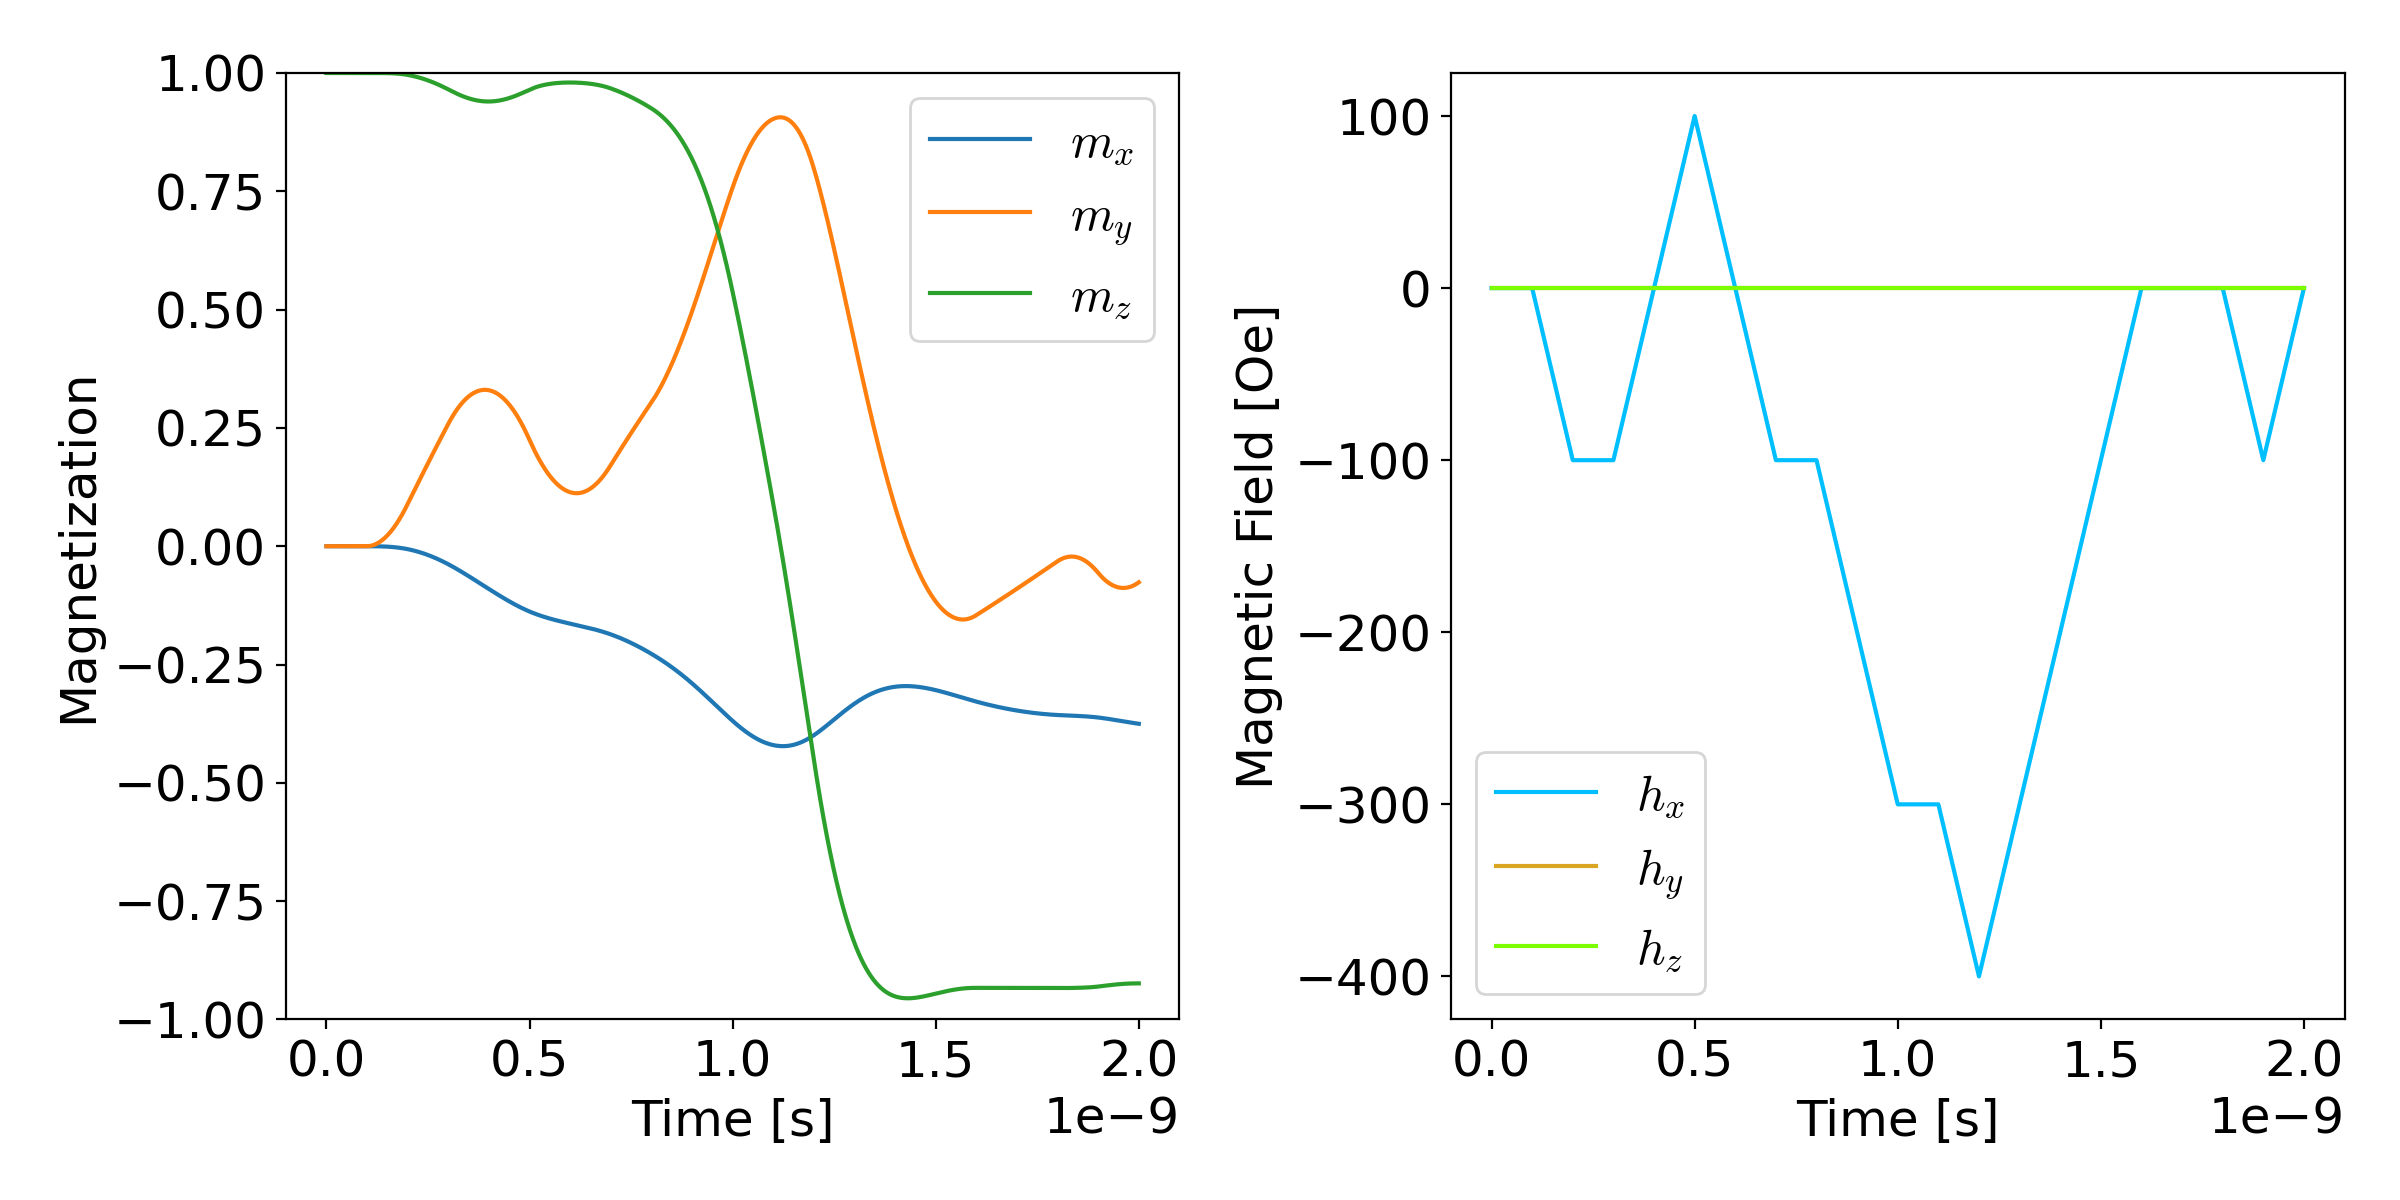 Magnetization
1.00
0.75
0.50
0.25
0.00
−0.25
−0.50
−0.75
−1.00
0.0 0.5 1.0 1.5 2.0
Time [s]
1e−9
m_x
m_y
m_z
Magnetic Field [Oe]
100
0
−100
−200
−300
−400
0.0 0.5 1.0 1.5 2.0
Time [s]
1e−9
h_x
h_y
h_z